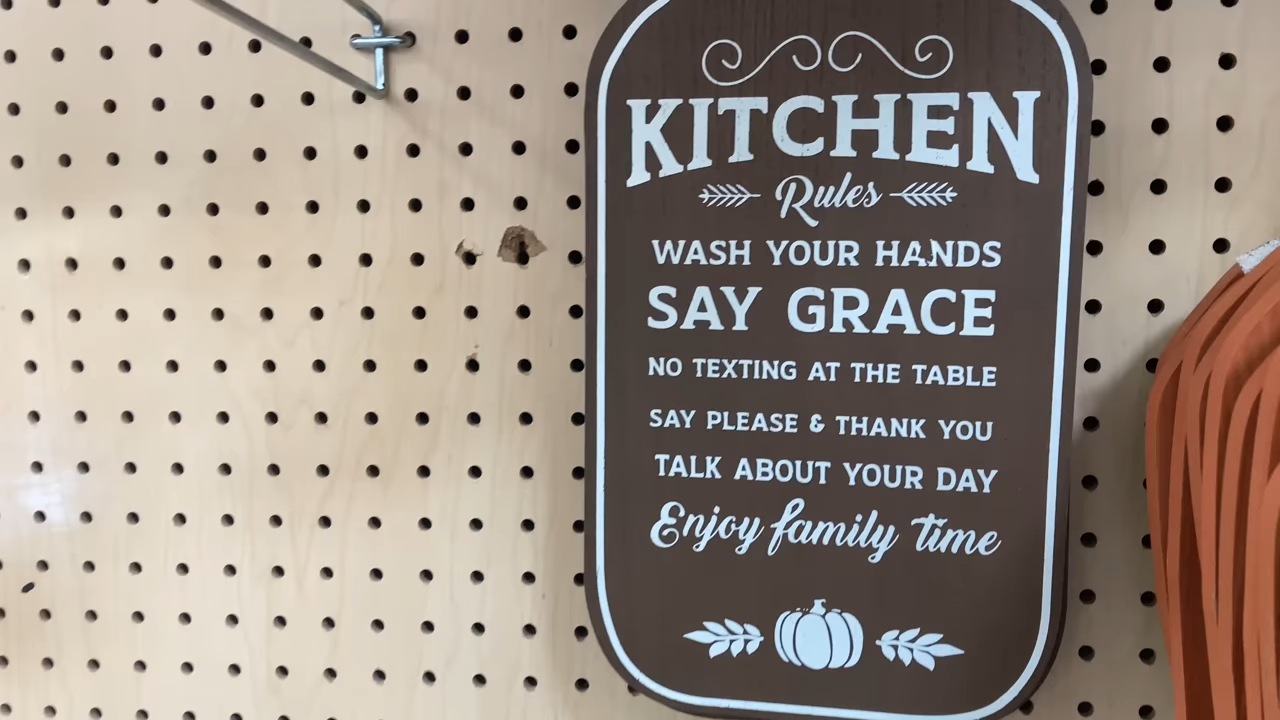 KITCHEN
Rules
WASH YOUR HANDS
SAY GRACE
NO TEXTING AT THE TABLE
SAY PLEASE & THANK YOU
TALK ABOUT YOUR DAY
Enjoy family time